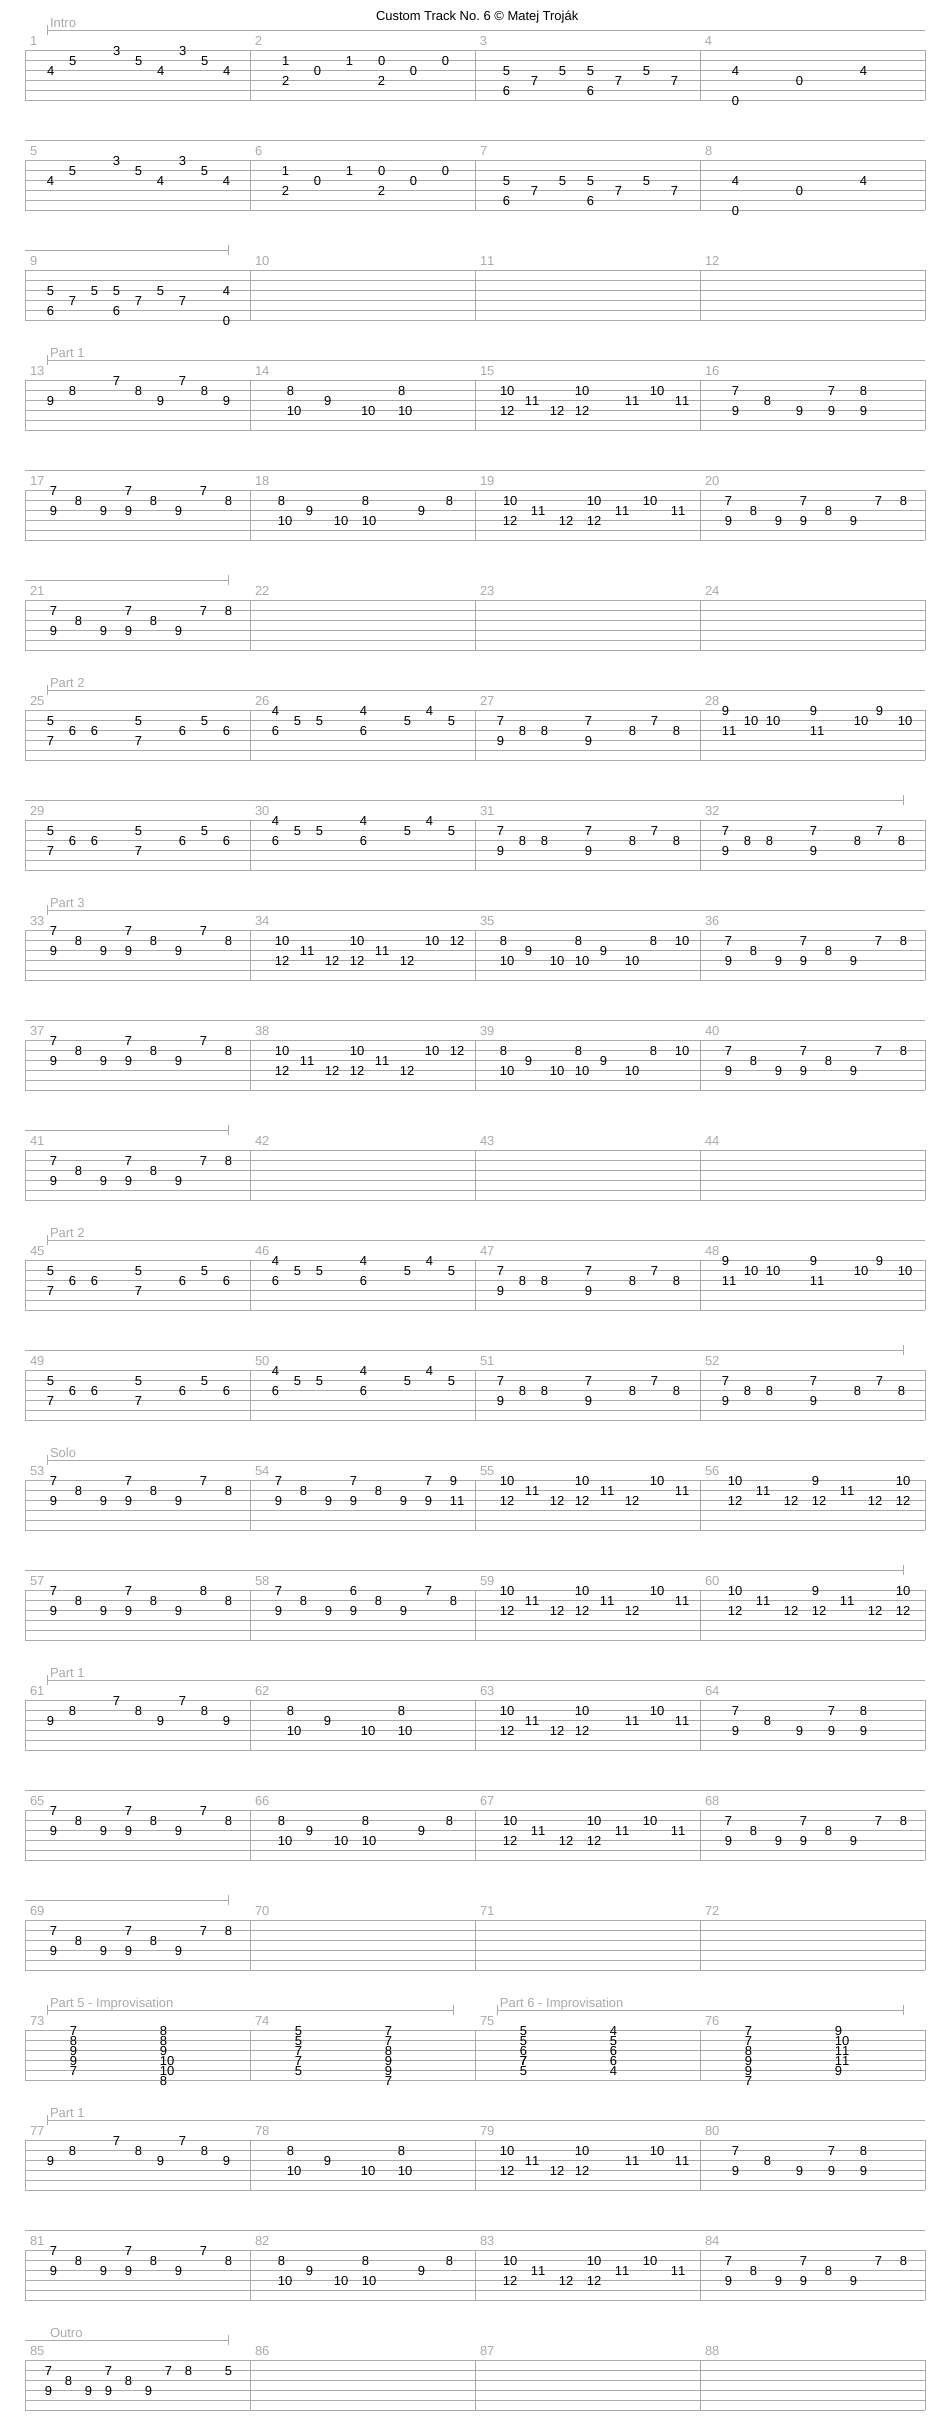 Custom Track No. 6 © Matej Troják
Intro
1 2 3 4
3 3
5 5 5 1 1 0 0
4 4 4 0 0 5 5 5 5 4 4
2 2 7 7 7 0
6 6
0
5 6 7 8
3 3
5 5 5 1 1 0 0
4 4 4 0 0 5 5 5 5 4 4
2 2 7 7 7 0
6 6
0
9 10 11 12
5 5 5 5 4
7 7 7
6 6
0
Part 1
13 14 15 16
7 7
8 8 8 8 8 10 10 10 7 7 8
9 9 9 9 11 11 11 8
10 10 10 12 12 12 9 9 9 9
17 18 19 20
7 7 7
8 8 8 8 8 8 10 10 10 7 7 7 8
9 9 9 9 9 9 11 11 11 8 8
10 10 10 12 12 12 9 9 9 9
21 22 23 24
7 7 7 8
8 8
9 9 9 9
Part 2
25 26 27 28
4 4 4 9 9 9
5 5 5 5 5 5 5 7 7 7 10 10 10 10
6 6 6 6 6 6 8 8 8 8 11 11
7 7 9 9
29 30 31 32
4 4 4
5 5 5 5 5 5 5 7 7 7 7 7 7
6 6 6 6 6 6 8 8 8 8 8 8 8 8
7 7 9 9 9 9
Part 3
33 34 35 36
7 7 7
8 8 8 10 10 10 12 8 8 8 10 7 7 7 8
9 9 9 9 11 11 9 9 8 8
12 12 12 12 10 10 10 10 9 9 9 9
37 38 39 40
7 7 7
8 8 8 10 10 10 12 8 8 8 10 7 7 7 8
9 9 9 9 11 11 9 9 8 8
12 12 12 12 10 10 10 10 9 9 9 9
41 42 43 44
7 7 7 8
8 8
9 9 9 9
Part 2
45 46 47 48
4 4 4 9 9 9
5 5 5 5 5 5 5 7 7 7 10 10 10 10
6 6 6 6 6 6 8 8 8 8 11 11
7 7 9 9
49 50 51 52
4 4 4
5 5 5 5 5 5 5 7 7 7 7 7 7
6 6 6 6 6 6 8 8 8 8 8 8 8 8
7 7 9 9 9 9
Solo
53 54 55 56
7 7 7 7 7 7 9 10 10 10 10 9 10
8 8 8 8 8 11 11 11 11 11
9 9 9 9 9 9 9 9 9 11 12 12 12 12 12 12 12 12 12
57 58 59 60
7 7 8 7 6 7 10 10 10 10 9 10
8 8 8 8 8 8 11 11 11 11 11
9 9 9 9 9 9 9 9 12 12 12 12 12 12 12 12 12
Part 1
61 62 63 64
7 7
8 8 8 8 8 10 10 10 7 7 8
9 9 9 9 11 11 11 8
10 10 10 12 12 12 9 9 9 9
65 66 67 68
7 7 7
8 8 8 8 8 8 10 10 10 7 7 7 8
9 9 9 9 9 9 11 11 11 8 8
10 10 10 12 12 12 9 9 9 9
69 70 71 72
7 7 7 8
8 8
9 9 9 9
Part 5 - Improvisation Part 6 - Improvisation
73 74 75 76
7 8 5 7 5 4 7 9
8 8 5 7 5 5 7 10
9 9 7 8 6 6 8 11
9 10 7 9 7 6 9 11
7 10 5 9 5 4 9 9
8 7 7
Part 1
77 78 79 80
7 7
8 8 8 8 8 10 10 10 7 7 8
9 9 9 9 11 11 11 8
10 10 10 12 12 12 9 9 9 9
81 82 83 84
7 7 7
8 8 8 8 8 8 10 10 10 7 7 7 8
9 9 9 9 9 9 11 11 11 8 8
10 10 10 12 12 12 9 9 9 9
Outro
85 86 87 88
7 7 7 8 5
8 8
9 9 9 9